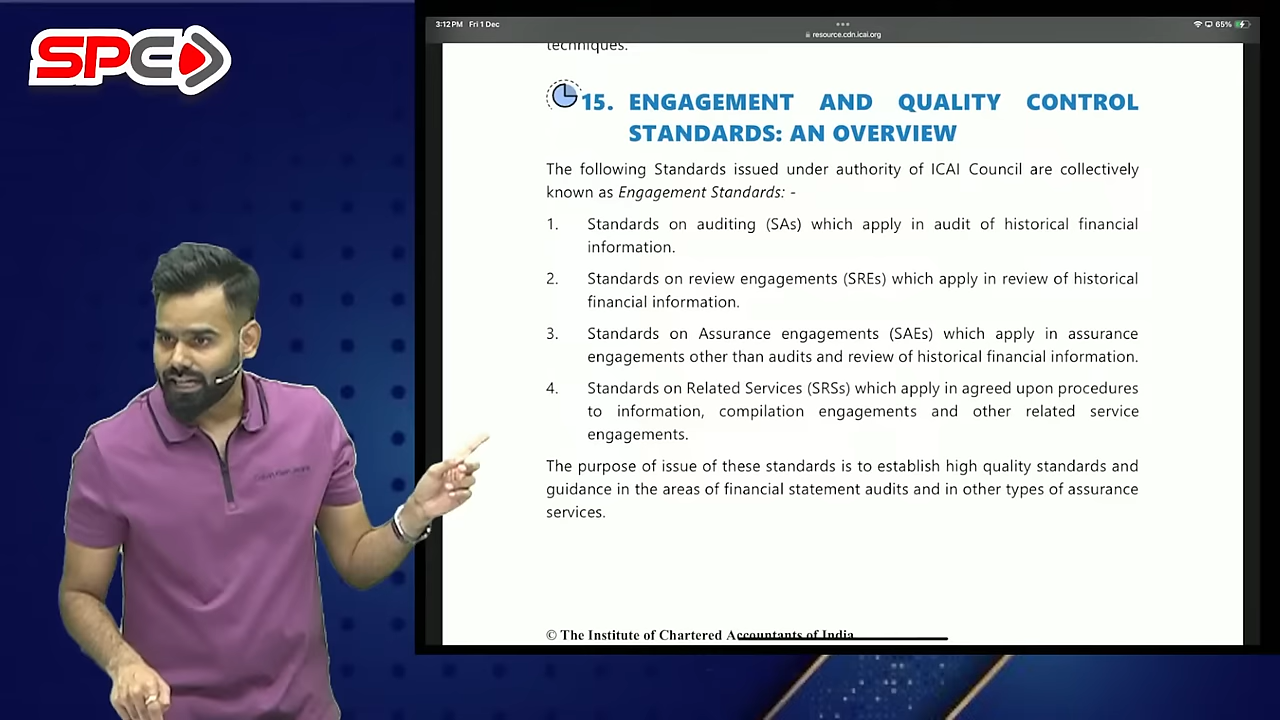 SPC
3:12 PM Fri 1 Dec
resource.cdn.icai.org
65%
techniques.
15. ENGAGEMENT AND QUALITY CONTROL
STANDARDS: AN OVERVIEW
The following Standards issued under authority of ICAI Council are collectively
known as Engagement Standards: -
1. Standards on auditing (SAs) which apply in audit of historical financial
information.
2. Standards on review engagements (SREs) which apply in review of historical
financial information.
3. Standards on Assurance engagements (SAEs) which apply in assurance
engagements other than audits and review of historical financial information.
4. Standards on Related Services (SRSs) which apply in agreed upon procedures
to information, compilation engagements and other related service
engagements.
The purpose of issue of these standards is to establish high quality standards and
guidance in the areas of financial statement audits and in other types of assurance
services.
© The Institute of Chartered Accountants of India